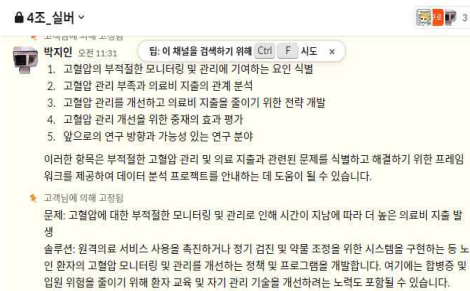 4조_실버
3
고객님에 의해 고정됨
박지인 오전 11:31
팁: 이 채널을 검색하기 위해 Ctrl F 시도 ×
1. 고혈압의 부적절한 모니터링 및 관리에 기여하는 요인 식별
2. 고혈압 관리 부족과 의료비 지출의 관계 분석
3. 고혈압 관리를 개선하고 의료비 지출을 줄이기 위한 전략 개발
4. 고혈압 관리 개선을 위한 중재의 효과 평가
5. 앞으로의 연구 방향과 가능성 있는 연구 분야
이러한 항목은 부적절한 고혈압 관리 및 의료 지출과 관련된 문제를 식별하고 해결하기 위한 프레임
워크를 제공하여 데이터 분석 프로젝트를 안내하는 데 도움이 될 수 있습니다.
고객님에 의해 고정됨
문제: 고혈압에 대한 부적절한 모니터링 및 관리로 인해 시간이 지남에 따라 더 높은 의료비 지출 발
생
솔루션: 원격의료 서비스 사용을 촉진하거나 정기 검진 및 약물 조정을 위한 시스템을 구현하는 등 노
인 환자의 고혈압 모니터링 및 관리를 개선하는 정책 및 프로그램을 개발합니다. 여기에는 합병증 및
입원 위험을 줄이기 위해 환자 교육 및 자기 관리 기술을 개선하려는 노력도 포함될 수 있습니다.